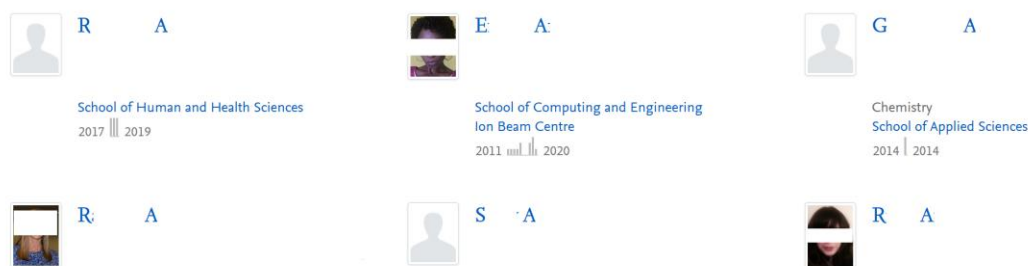 R A
E A
G A
School of Human and Health Sciences
2017 2019
School of Computing and Engineering
Ion Beam Centre
2011 2020
Chemistry
School of Applied Sciences
2014 2014
R A
S A
R A